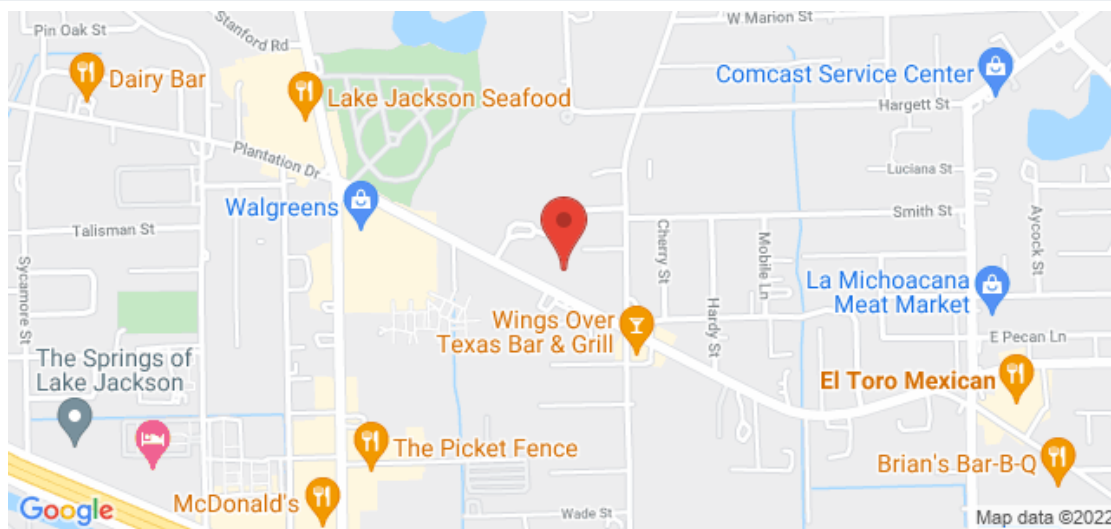 W Marion St
Pin Oak St
Stanford Rd
Dairy Bar
Lake Jackson Seafood
Comcast Service Center
Hargett St
Plantation Dr
Luciana St
Walgreens
Smith St
Talisman St
Cherry St
Mobile Ln
Aycock St
Sycamore St
La Michoacana
Meat Market
Hardy St
Wings Over
Texas Bar & Grill
E Pecan Ln
The Springs of
Lake Jackson
El Toro Mexican
The Picket Fence
Brian's Bar-B-Q
McDonald's
Google
Wade St
Map data ©2022